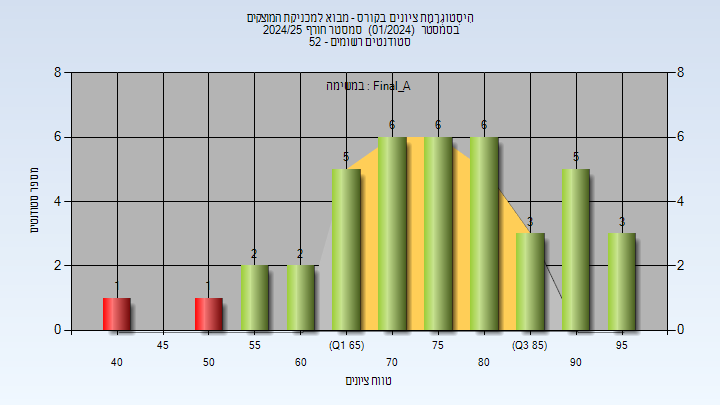 הִיסְטוֹגְרָמַת ציונים בקורס - מבוא למכניקת המוצקים
בסמסטר (01/2024) סמסטר חורף 2024/25
סטודנטים רשומים - 52
במשימה : Final_A
מספר סטודנטים
8 8
6 6
4 4
2 2
0 0
1 1 2 2 5 6 6 6 3 5 3
45 55 (Q1 65) 75 (Q3 85) 95
40 50 60 70 80 90
טווח ציונים